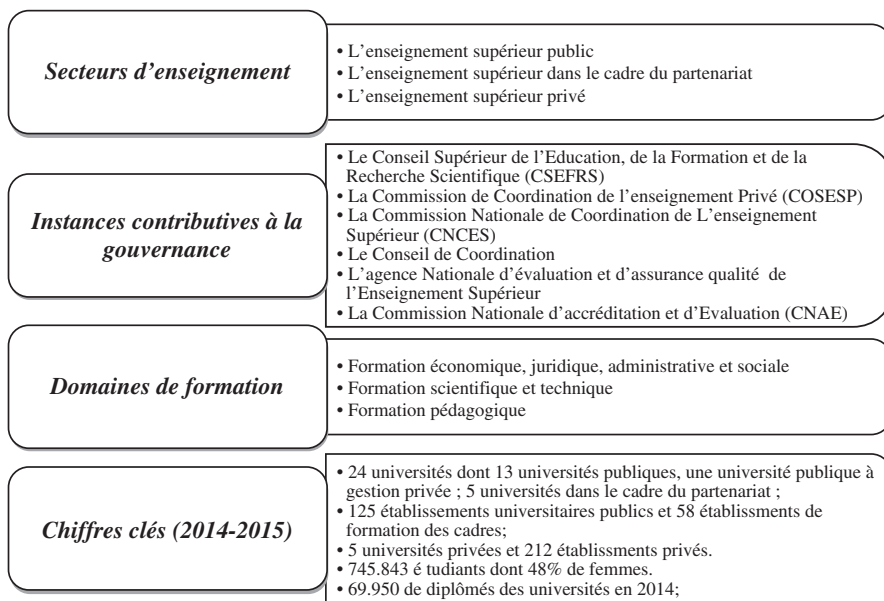 Secteurs d'enseignement
• L'enseignement supérieur public
• L'enseignement supérieur dans le cadre du partenariat
• L'enseignement supérieur privé
Instances contributives à la
gouvernance
• Le Conseil Supérieur de l'Education, de la Formation et de la
Recherche Scientifique (CSEFRS)
• La Commission de Coordination de l'enseignement Privé (COSESP)
• La Commission Nationale de Coordination de L'enseignement
Supérieur (CNCES)
• Le Conseil de Coordination
• L'agence Nationale d'évaluation et d'assurance qualité de
l'Enseignement Supérieur
• La Commission Nationale d'accréditation et d'Evaluation (CNAE)
Domaines de formation
• Formation économique, juridique, administrative et sociale
• Formation scientifique et technique
• Formation pédagogique
Chiffres clés (2014-2015)
• 24 universités dont 13 universités publiques, une université publique à
gestion privée ; 5 universités dans le cadre du partenariat ;
• 125 établissements universitaires publics et 58 établissments de
formation des cadres;
• 5 universités privées et 212 établissments privés.
• 745.843 é tudiants dont 48% de femmes.
• 69.950 de diplômés des universités en 2014;